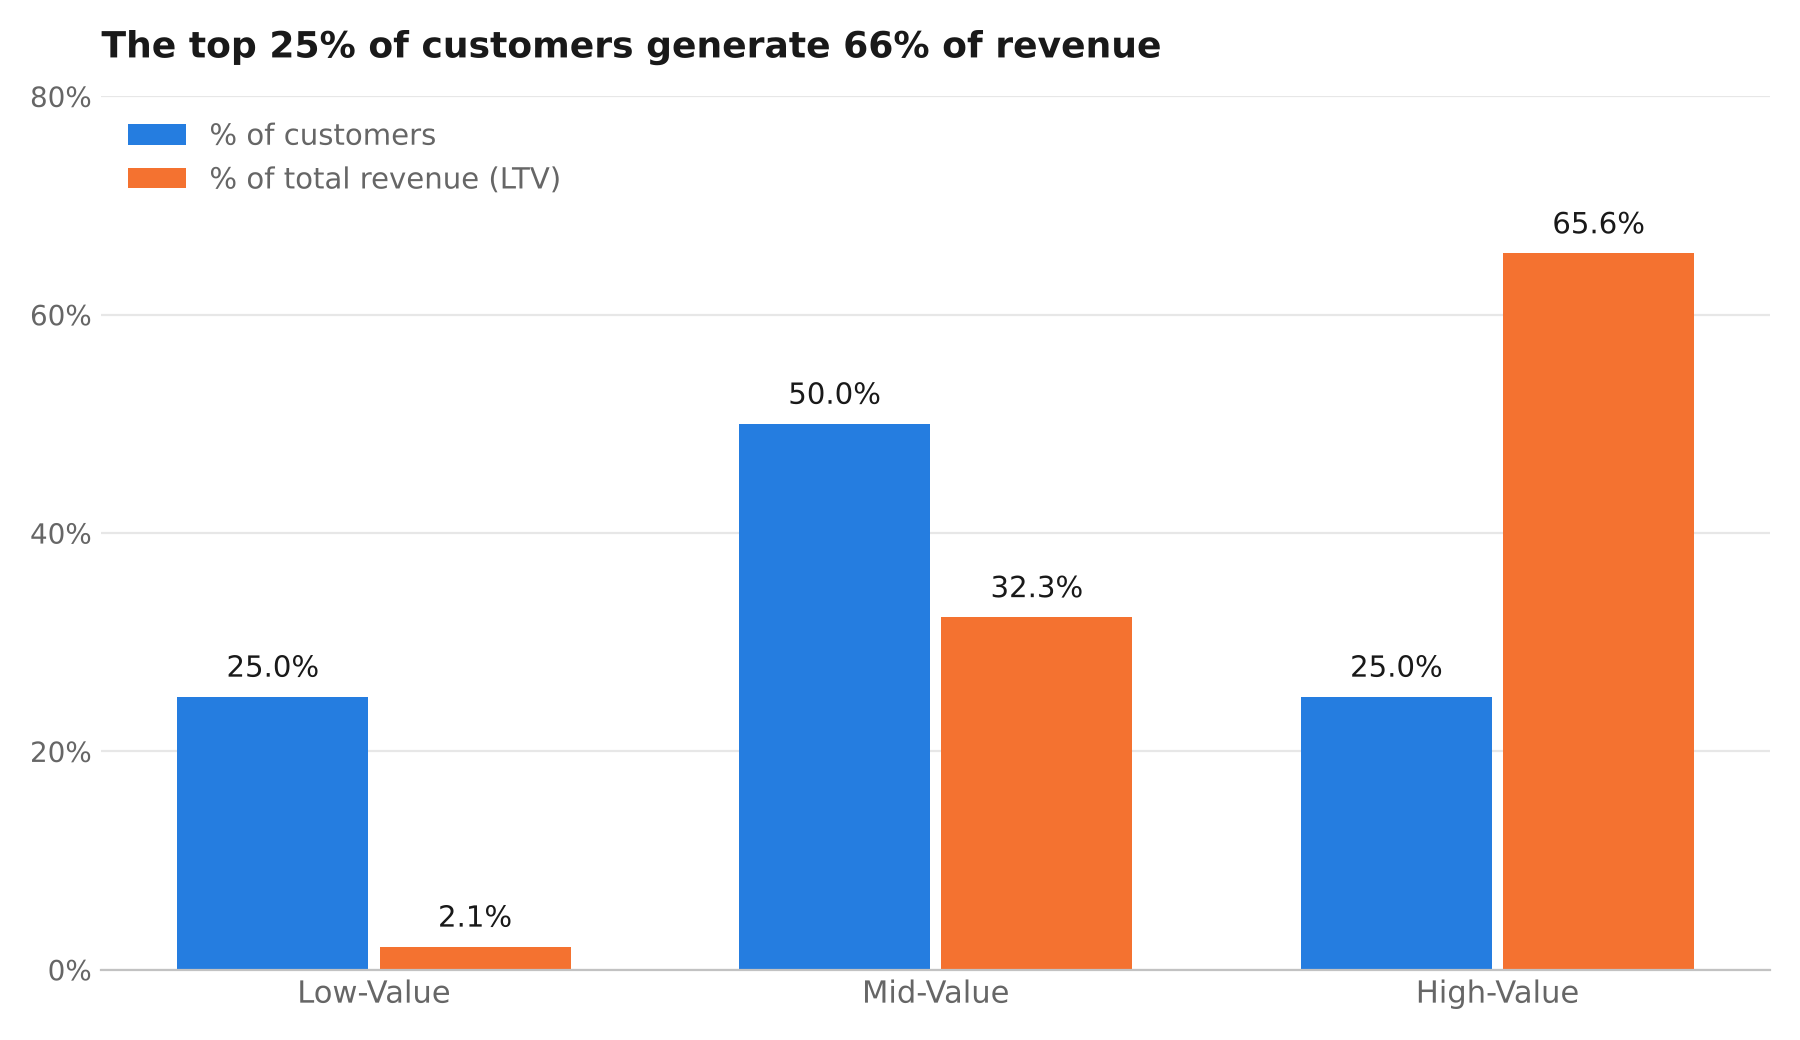 The top 25% of customers generate 66% of revenue
80%
% of customers
% of total revenue (LTV)
65.6%
60%
50.0%
40%
32.3%
25.0%
25.0%
20%
2.1%
0%
Low-Value
Mid-Value
High-Value